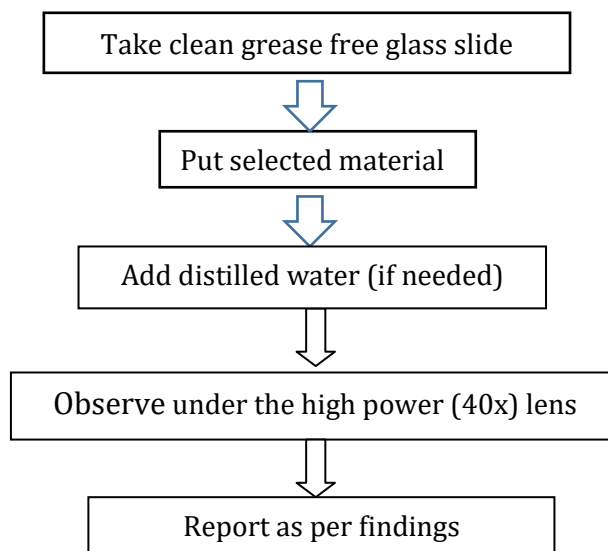 Take clean grease free glass slide
Put selected material
Add distilled water (if needed)
Observe under the high power (40x) lens
Report as per findings